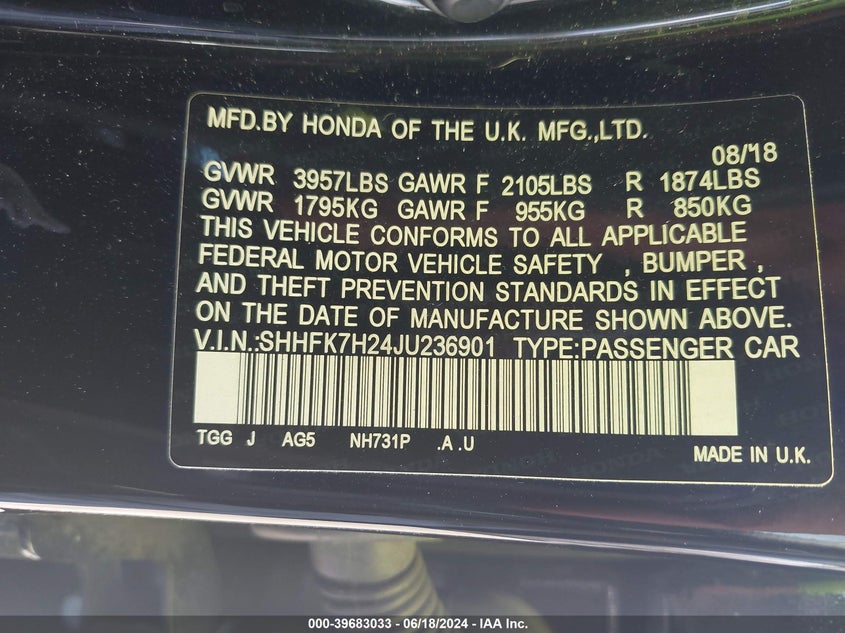 MFD.BY HONDA OF THE U.K. MFG.,LTD.
08/'18
GVWR 3957LBS GAWR F 2105LBS R 1874LBS
GVWR 1795KG GAWR F 955KG R 850KG
THIS VEHICLE CONFORMS TO ALL APPLICABLE
FEDERAL MOTOR VEHICLE SAFETY , BUMPER ,
AND THEFT PREVENTION STANDARDS IN EFFECT
ON THE DATE OF MANUFACTURE SHOWN ABOVE.
V.I.N.:SHHFK7H24JU236901 TYPE:PASSENGER CAR
TGG J AG5 NH731P .A .U
MADE IN U.K.
HONDA
000-39683033 - 06/18/2024 - IAA Inc.